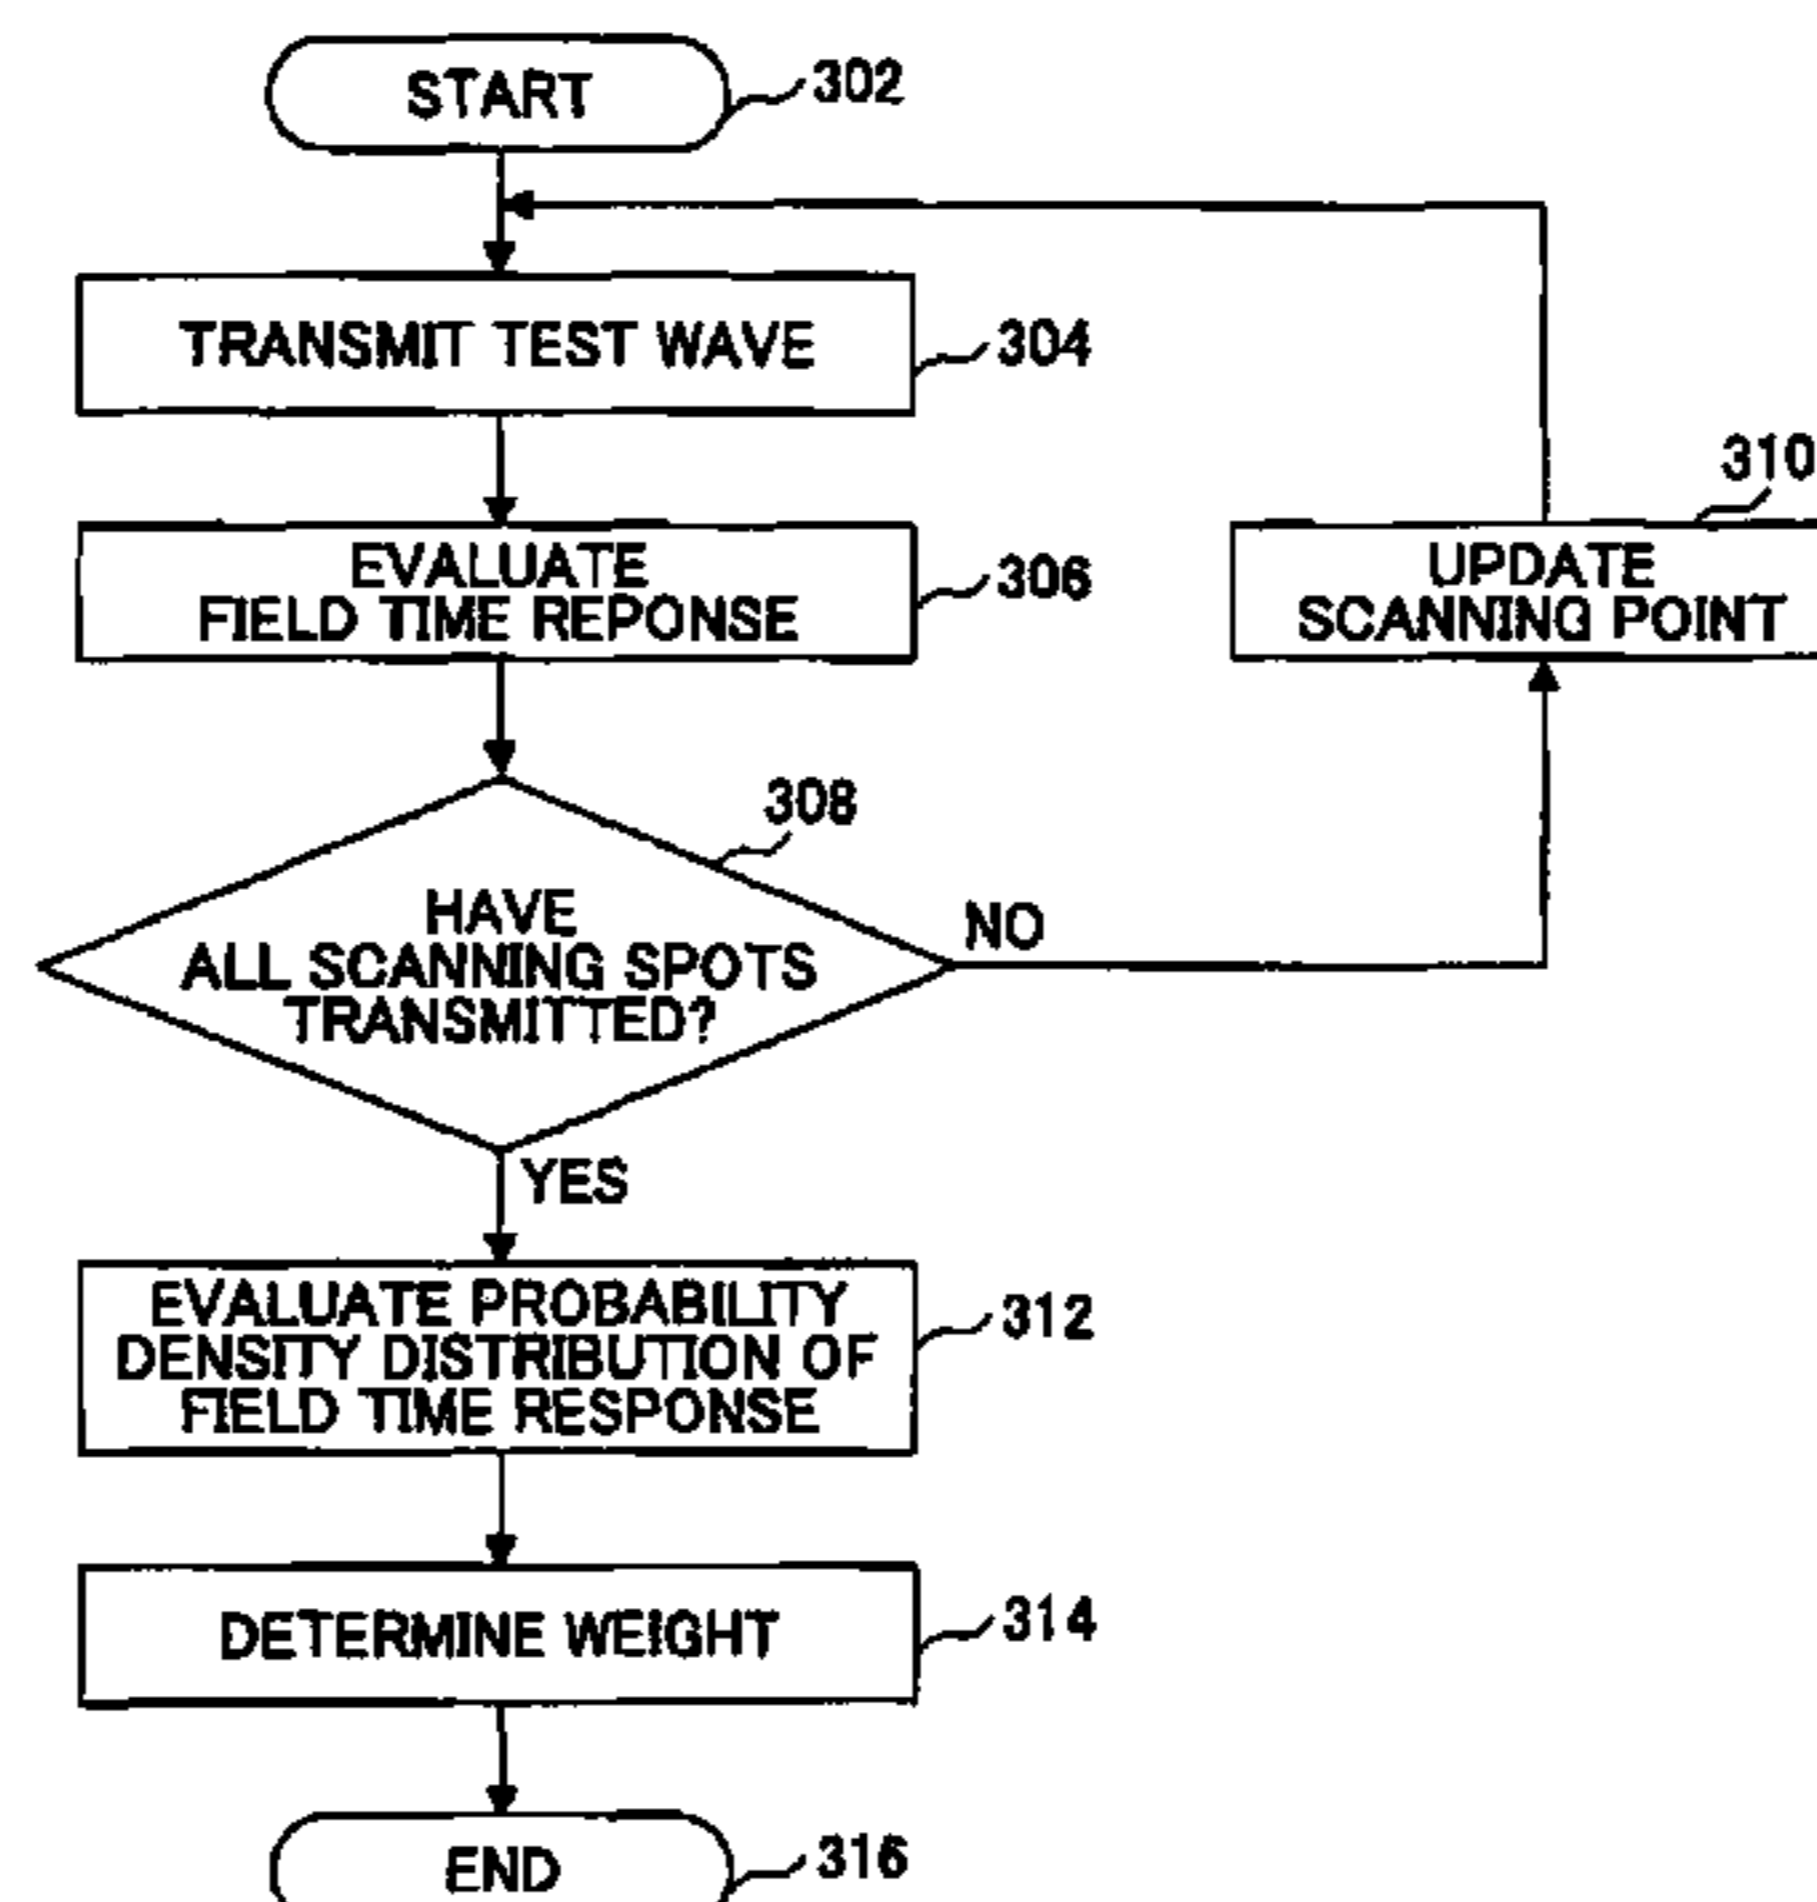 START
302
TRANSMIT TEST WAVE
304
EVALUATE
FIELD TIME REPONSE
306
310
UPDATE
SCANNING POINT
308
HAVE
ALL SCANNING SPOTS
TRANSMITTED?
NO
YES
EVALUATE PROBABILITY
DENSITY DISTRIBUTION OF
FIELD TIME RESPONSE
312
DETERMINE WEIGHT
314
END
316